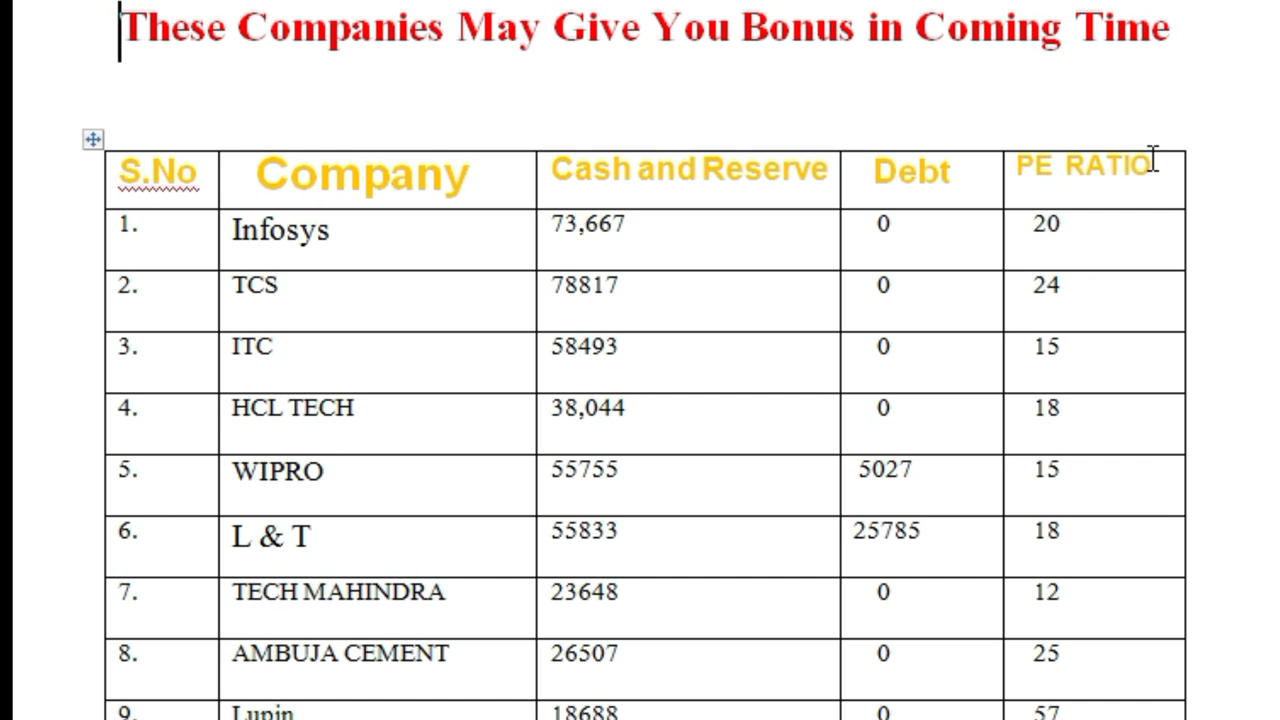 These Companies May Give You Bonus in Coming Time
S.No Company Cash and Reserve Debt PE RATIO
1. Infosys 73,667 0 20
2. TCS 78817 0 24
3. ITC 58493 0 15
4. HCL TECH 38,044 0 18
5. WIPRO 55755 5027 15
6. L & T 55833 25785 18
7. TECH MAHINDRA 23648 0 12
8. AMBUJA CEMENT 26507 0 25
9. Lupin 18688 0 57